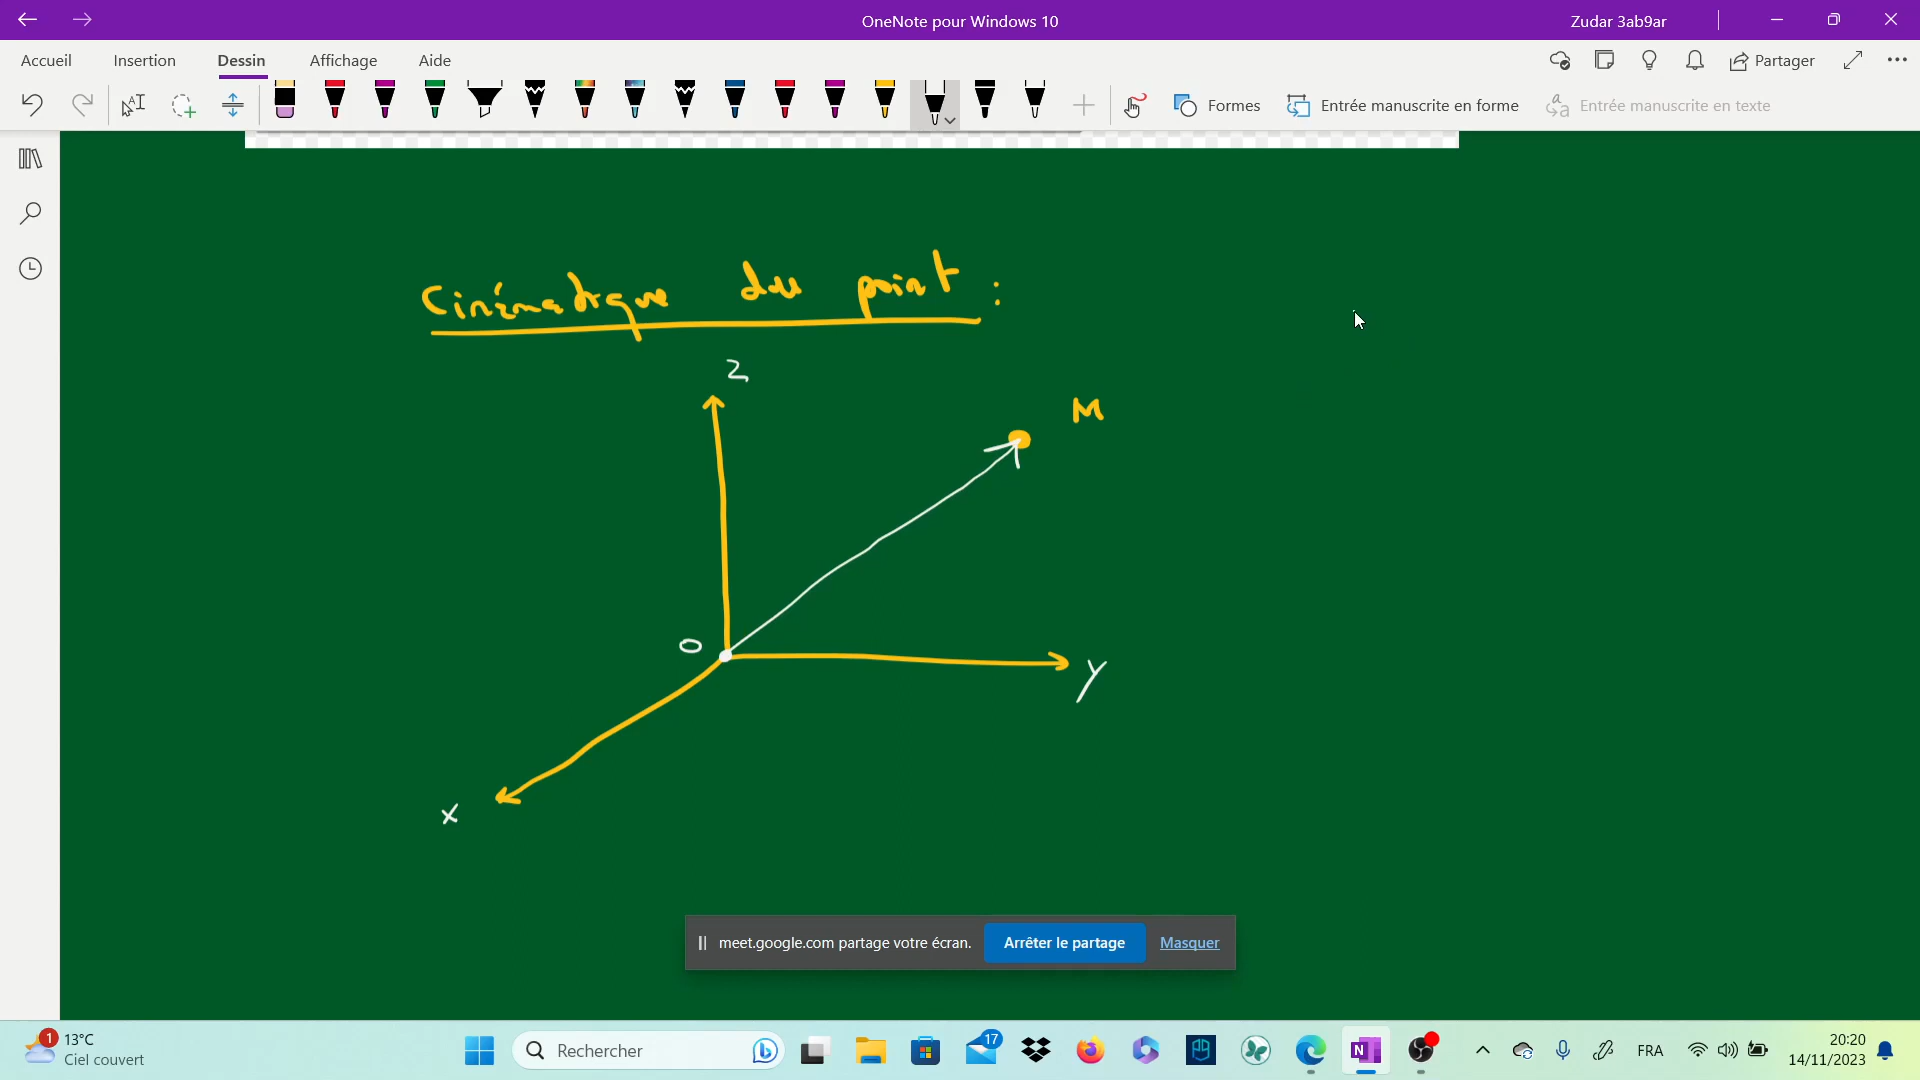 OneNote pour Windows 10
Zudar 3ab9ar
Accueil
Insertion
Dessin
Affichage
Aide
Partager
Formes
Entrée manuscrite en forme
Entrée manuscrite en texte
Cinématique du point :
z
M
O
y
x
meet.google.com partage votre écran.
Arrêter le partage
Masquer
1
13°C
Ciel couvert
Rechercher
17
FRA
20:20
14/11/2023